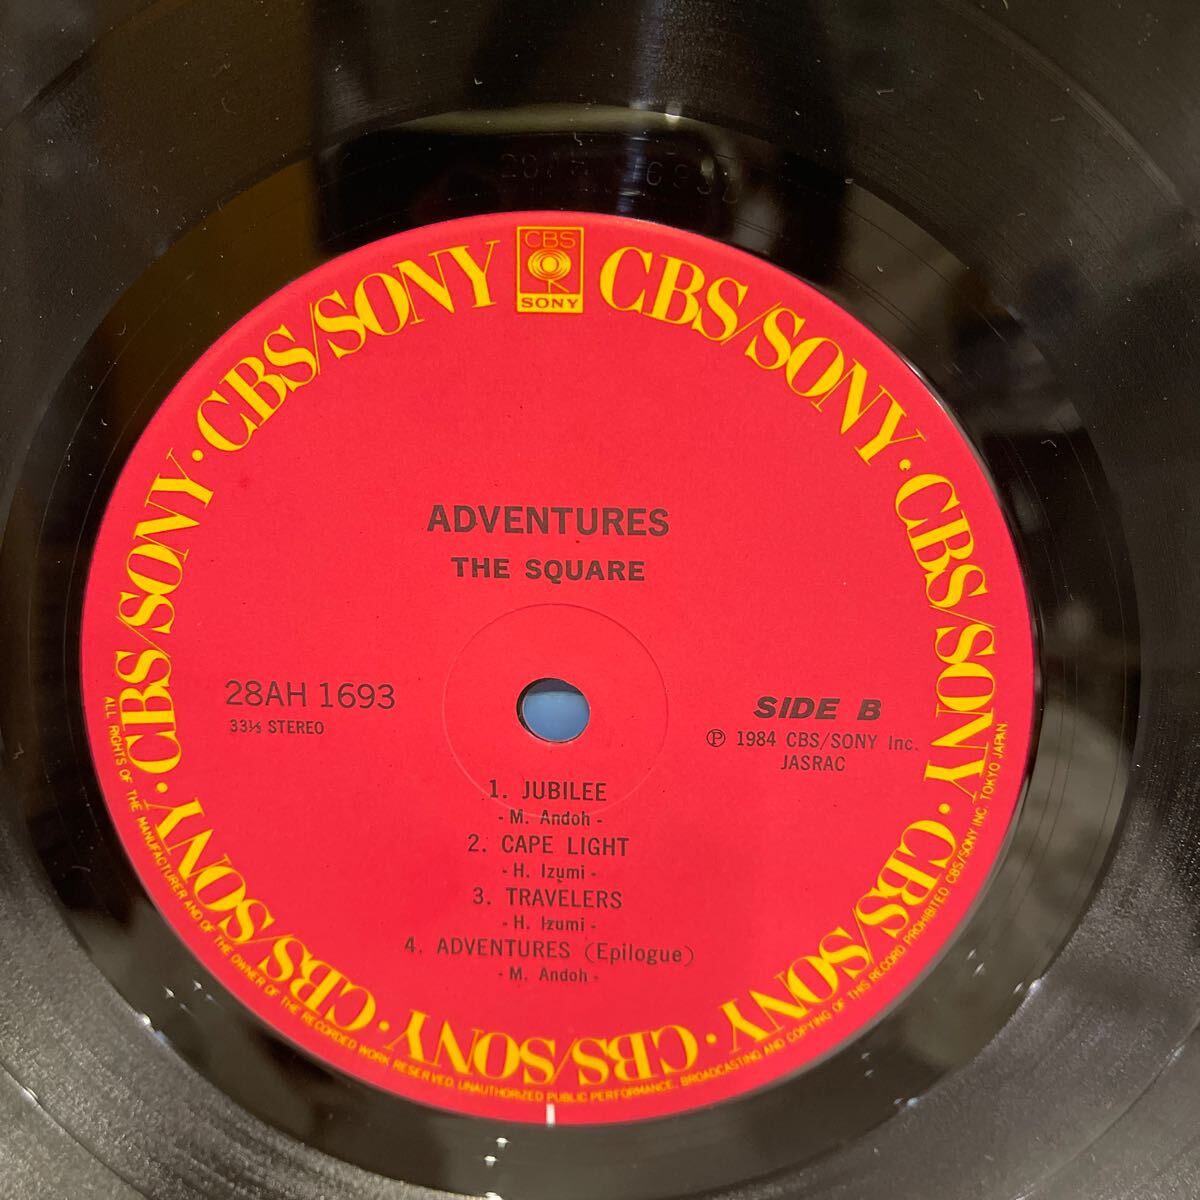 CBS
SONY
CBS/SONY · CBS/SONY · CBS/SONY · CBS/SONY · CBS/SONY · CBS/SONY · CBS/SONY · CBS/SONY
ADVENTURES
THE SQUARE
28AH 1693
33⅓ STEREO
SIDE B
Ⓟ 1984 CBS/SONY Inc.
JASRAC
1. JUBILEE
- M. Andoh -
2. CAPE LIGHT
- H. Izumi -
3. TRAVELERS
- H. Izumi -
4. ADVENTURES (Epilogue)
- M. Andoh -
ALL RIGHTS OF THE MANUFACTURER AND OF THE OWNER OF THE RECORDED WORK RESERVED. UNAUTHORIZED PUBLIC PERFORMANCE, BROADCASTING AND COPYING OF THIS RECORD PROHIBITED CBS/SONY INC. TOKYO JAPAN.